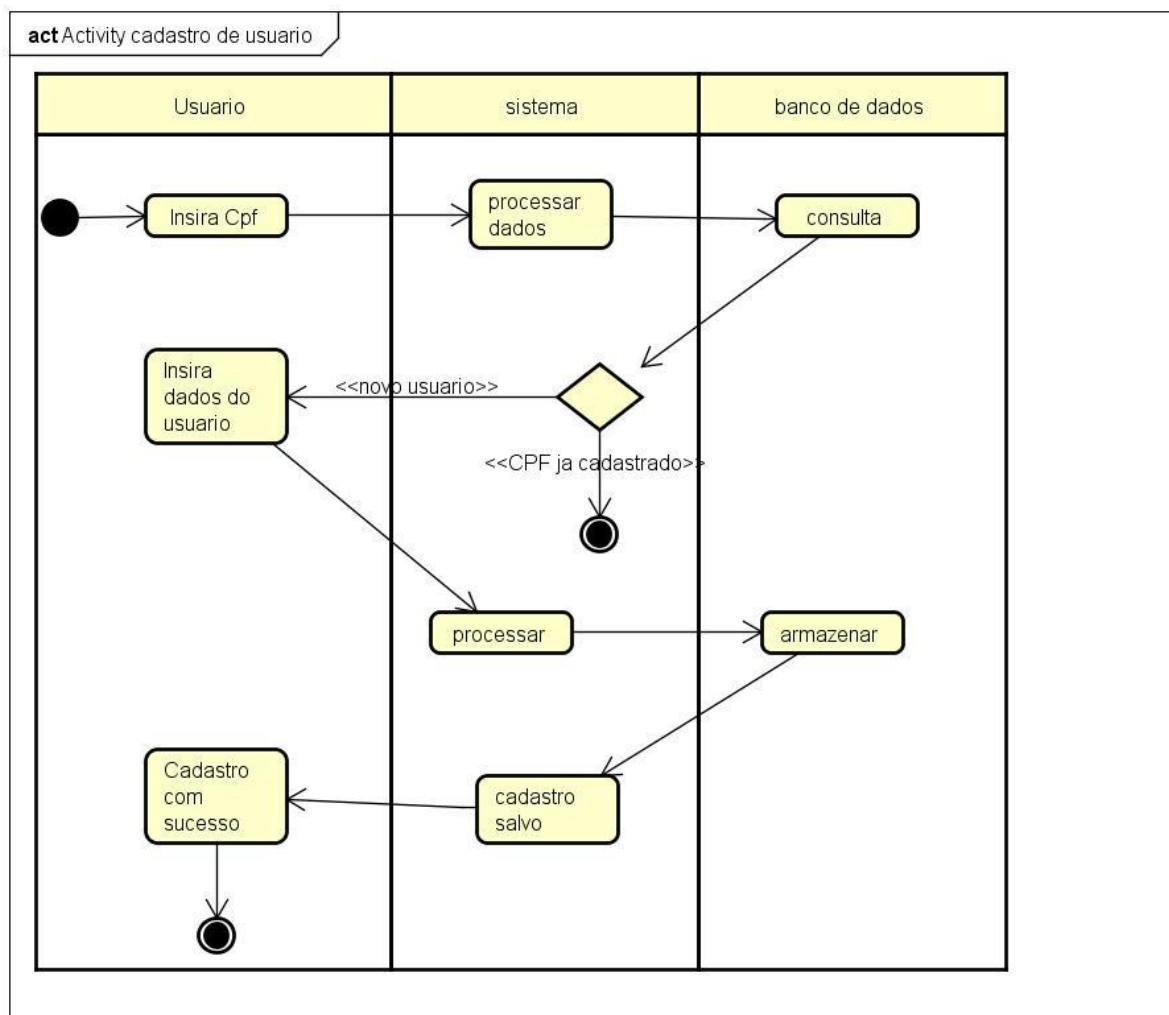 act Activity cadastro de usuario
Usuario
sistema
banco de dados
Insira Cpf
processar
dados
consulta
Insira
dados do
usuario
<<novo usuario>>
<<CPF ja cadastrado>>
processar
armazenar
Cadastro
com
sucesso
cadastro
salvo